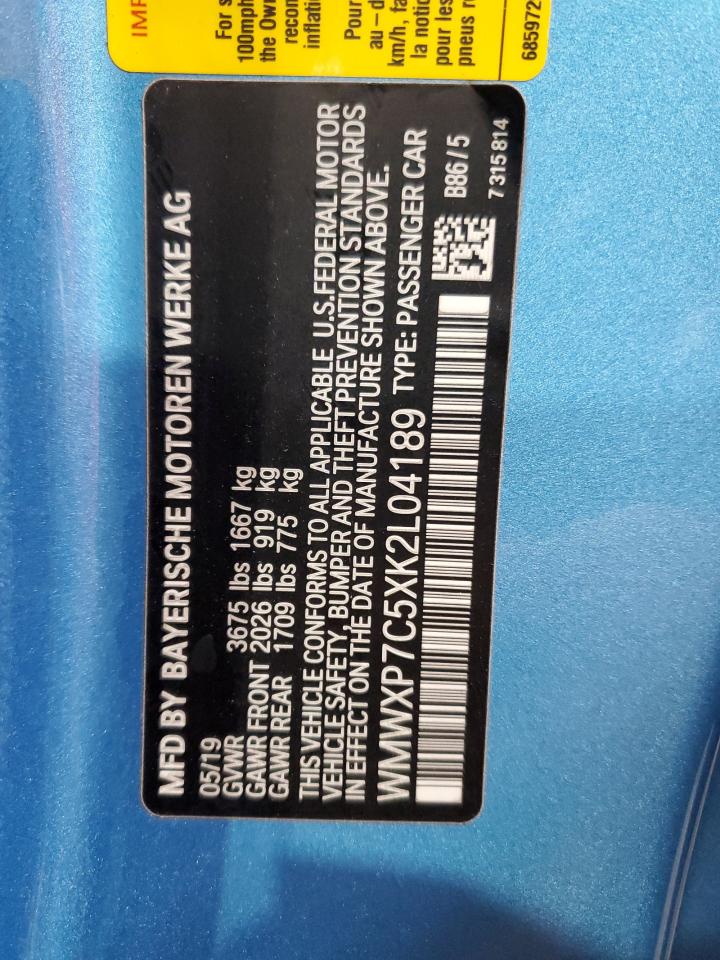 IMP
For s
100mph
the Own
recom
inflati
Pour
au – d
km/h, fa
la notic
pour les
pneus r
685972
MFD BY BAYERISCHE MOTOREN WERKE AG
05/19
GVWR 3675 lbs 1667 kg
GAWR FRONT 2026 lbs 919 kg
GAWR REAR 1709 lbs 775 kg
THIS VEHICLE CONFORMS TO ALL APPLICABLE U.S.FEDERAL MOTOR
VEHICLE SAFETY, BUMPER AND THEFT PREVENTION STANDARDS
IN EFFECT ON THE DATE OF MANUFACTURE SHOWN ABOVE.
WMWXP7C5XK2L04189 TYPE: PASSENGER CAR
B86 / 5
7 315 814